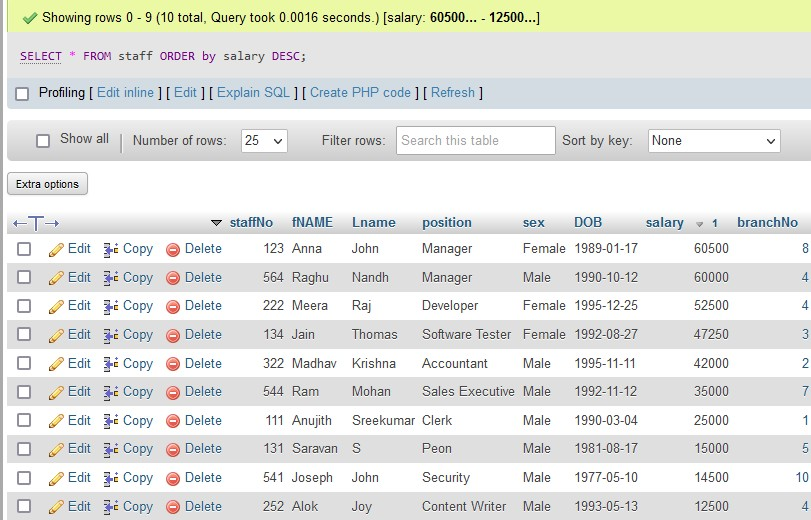 Showing rows 0 - 9 (10 total, Query took 0.0016 seconds.) [salary: 60500... - 12500...]
SELECT * FROM staff ORDER by salary DESC;
Profiling [ Edit inline ] [ Edit ] [ Explain SQL ] [ Create PHP code ] [ Refresh ]
Show all Number of rows: 25 Filter rows: Search this table Sort by key: None
Extra options
←T→ staffNo fNAME Lname position sex DOB salary 1 branchNo
Edit Copy Delete 123 Anna John Manager Female 1989-01-17 60500 8
Edit Copy Delete 564 Raghu Nandh Manager Male 1990-10-12 60000 4
Edit Copy Delete 222 Meera Raj Developer Female 1995-12-25 52500 4
Edit Copy Delete 134 Jain Thomas Software Tester Female 1992-08-27 47250 3
Edit Copy Delete 322 Madhav Krishna Accountant Male 1995-11-11 42000 2
Edit Copy Delete 544 Ram Mohan Sales Executive Male 1992-11-12 35000 7
Edit Copy Delete 111 Anujith Sreekumar Clerk Male 1990-03-04 25000 1
Edit Copy Delete 131 Saravan S Peon Male 1981-08-17 15000 5
Edit Copy Delete 541 Joseph John Security Male 1977-05-10 14500 10
Edit Copy Delete 252 Alok Joy Content Writer Male 1993-05-13 12500 4